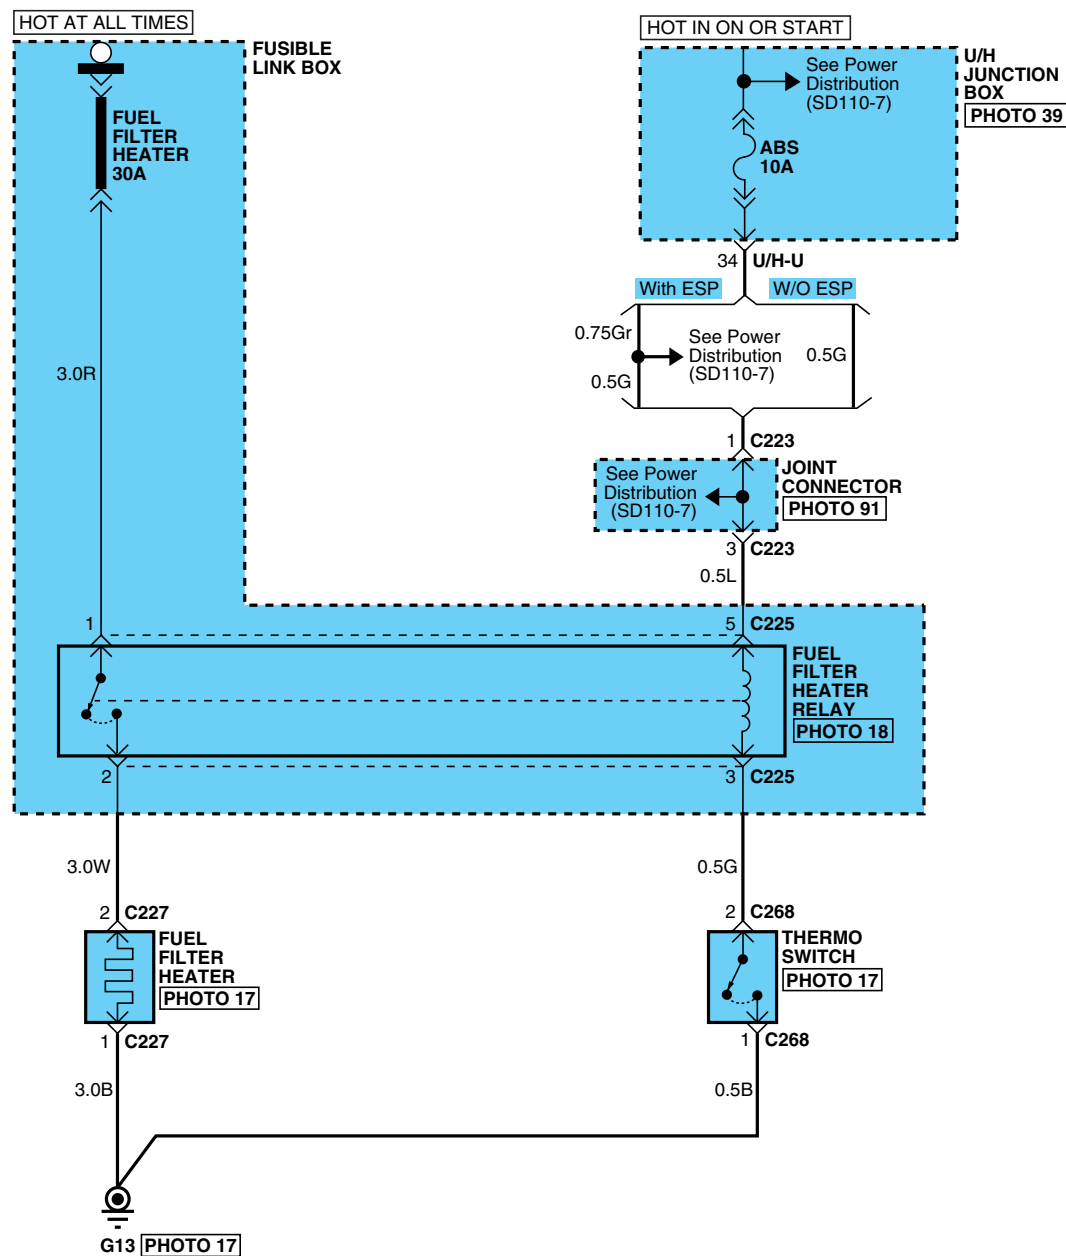 HOT AT ALL TIMES
HOT IN ON OR START
FUSIBLE
LINK BOX
FUEL
FILTER
HEATER
30A
See Power
Distribution
(SD110-7)
U/H
JUNCTION
BOX
PHOTO 39
ABS
10A
34 U/H-U
With ESP
W/O ESP
0.75Gr
See Power
Distribution
(SD110-7)
0.5G
0.5G
3.0R
1 C223
See Power
Distribution
(SD110-7)
JOINT
CONNECTOR
PHOTO 91
3 C223
0.5L
1
5 C225
FUEL
FILTER
HEATER
RELAY
PHOTO 18
2
3 C225
3.0W
0.5G
2 C227
2 C268
FUEL
FILTER
HEATER
PHOTO 17
THERMO
SWITCH
PHOTO 17
1 C227
1 C268
3.0B
0.5B
G13 PHOTO 17